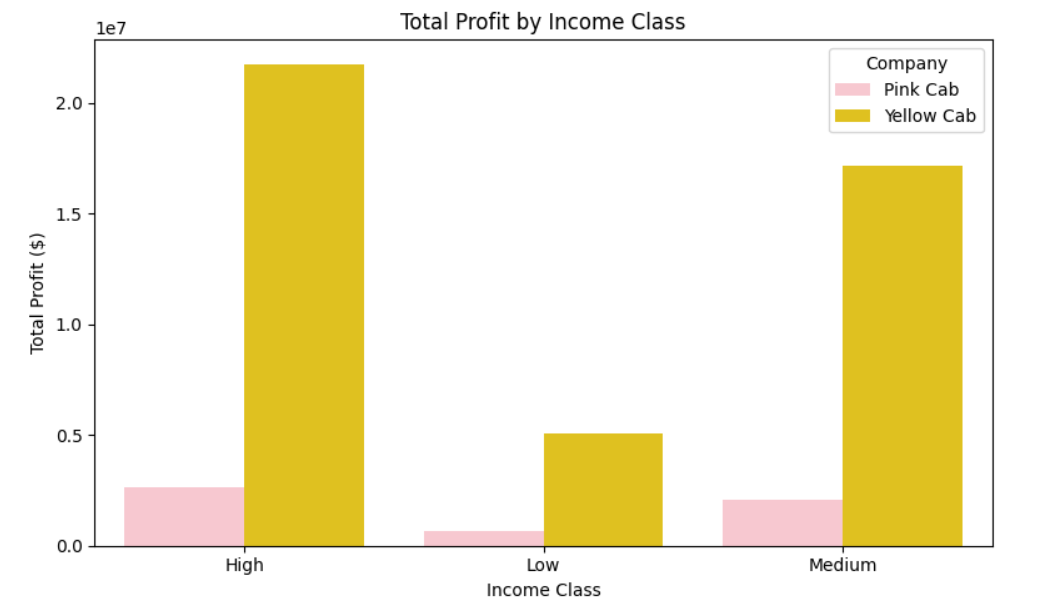 Total Profit by Income Class
1e7
Company
Pink Cab
Yellow Cab
2.0
1.5
1.0
0.5
0.0
Total Profit ($)
High
Low
Medium
Income Class